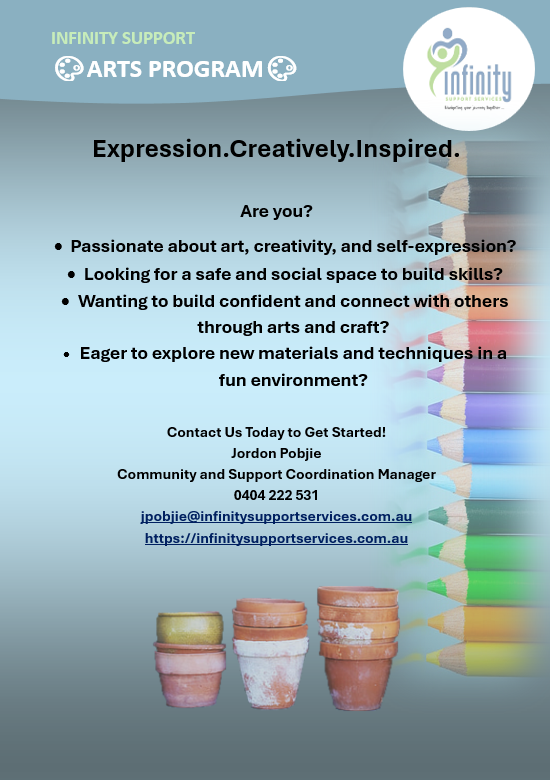 INFINITY SUPPORT
ARTS PROGRAM
infinity
SUPPORT SERVICES
Expression.Creatively.Inspired.
Are you?
• Passionate about art, creativity, and self-expression?
• Looking for a safe and social space to build skills?
• Wanting to build confident and connect with others
through arts and craft?
• Eager to explore new materials and techniques in a
fun environment?
Contact Us Today to Get Started!
Jordon Pobjie
Community and Support Coordination Manager
0404 222 531
jpobjie@infinitysupportservices.com.au
https://infinitysupportservices.com.au